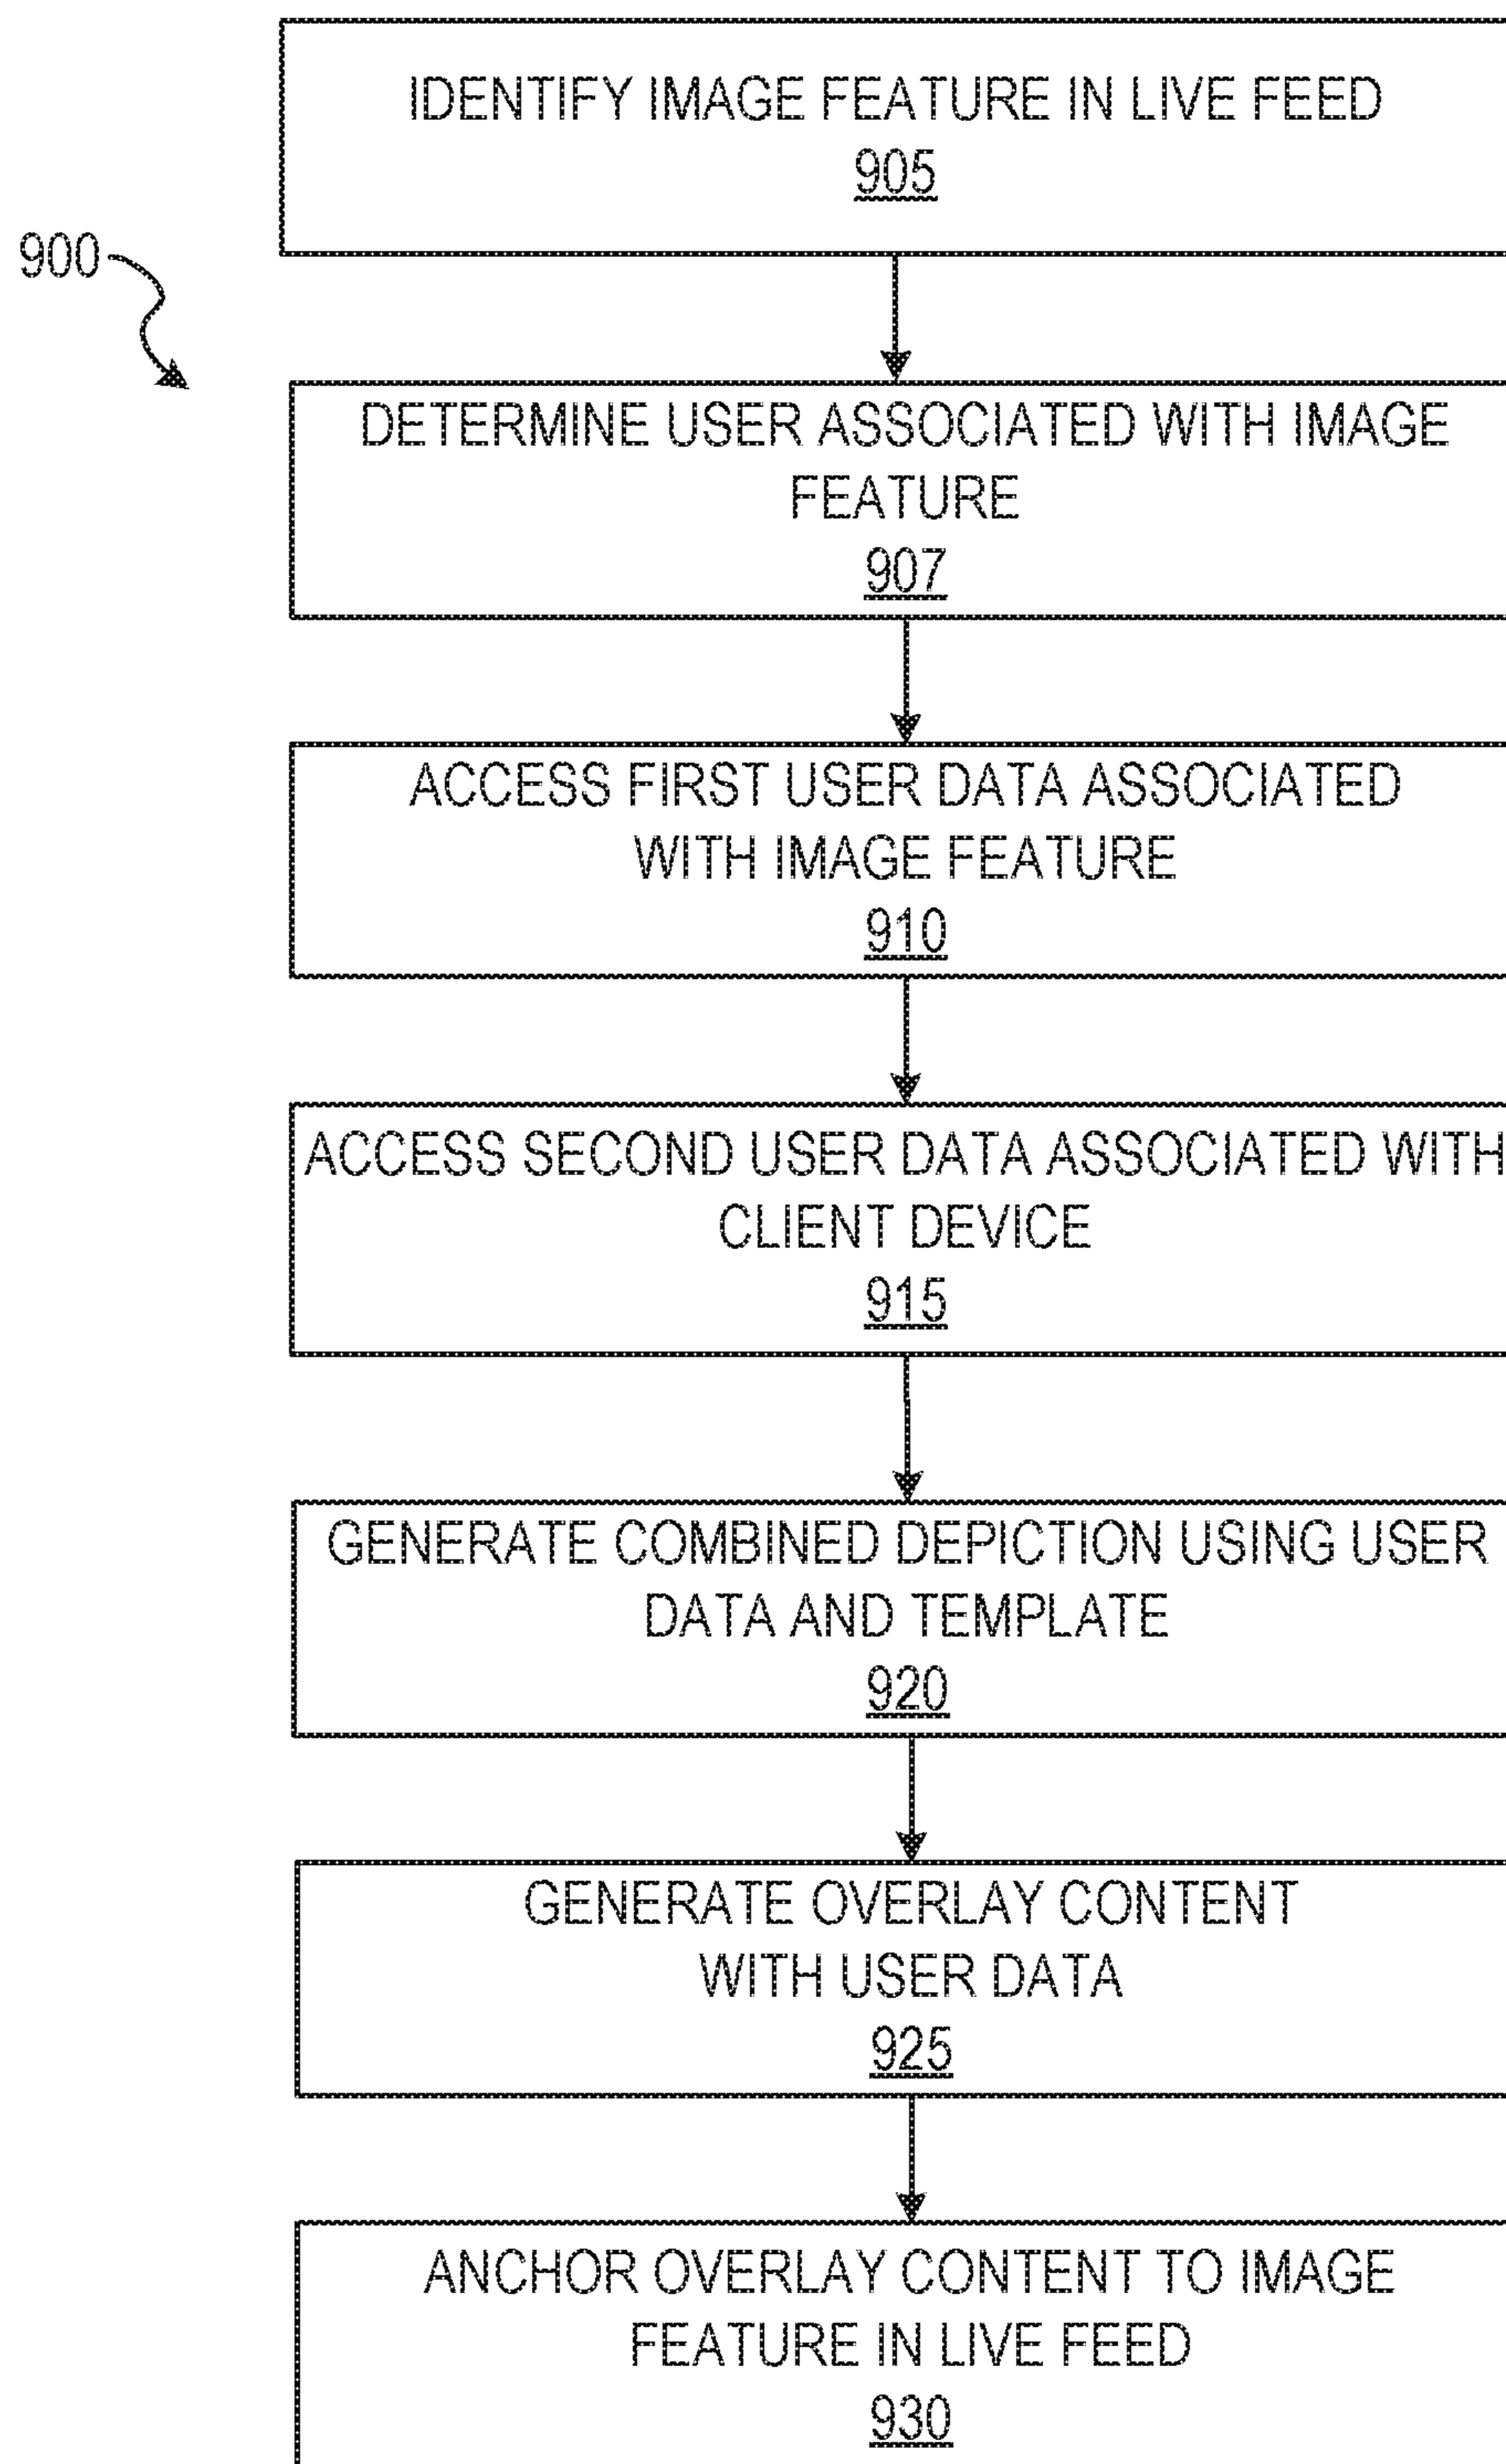 IDENTIFY IMAGE FEATURE IN LIVE FEED
905
900
DETERMINE USER ASSOCIATED WITH IMAGE
FEATURE
907
ACCESS FIRST USER DATA ASSOCIATED
WITH IMAGE FEATURE
910
ACCESS SECOND USER DATA ASSOCIATED WITH
CLIENT DEVICE
915
GENERATE COMBINED DEPICTION USING USER
DATA AND TEMPLATE
920
GENERATE OVERLAY CONTENT
WITH USER DATA
925
ANCHOR OVERLAY CONTENT TO IMAGE
FEATURE IN LIVE FEED
930